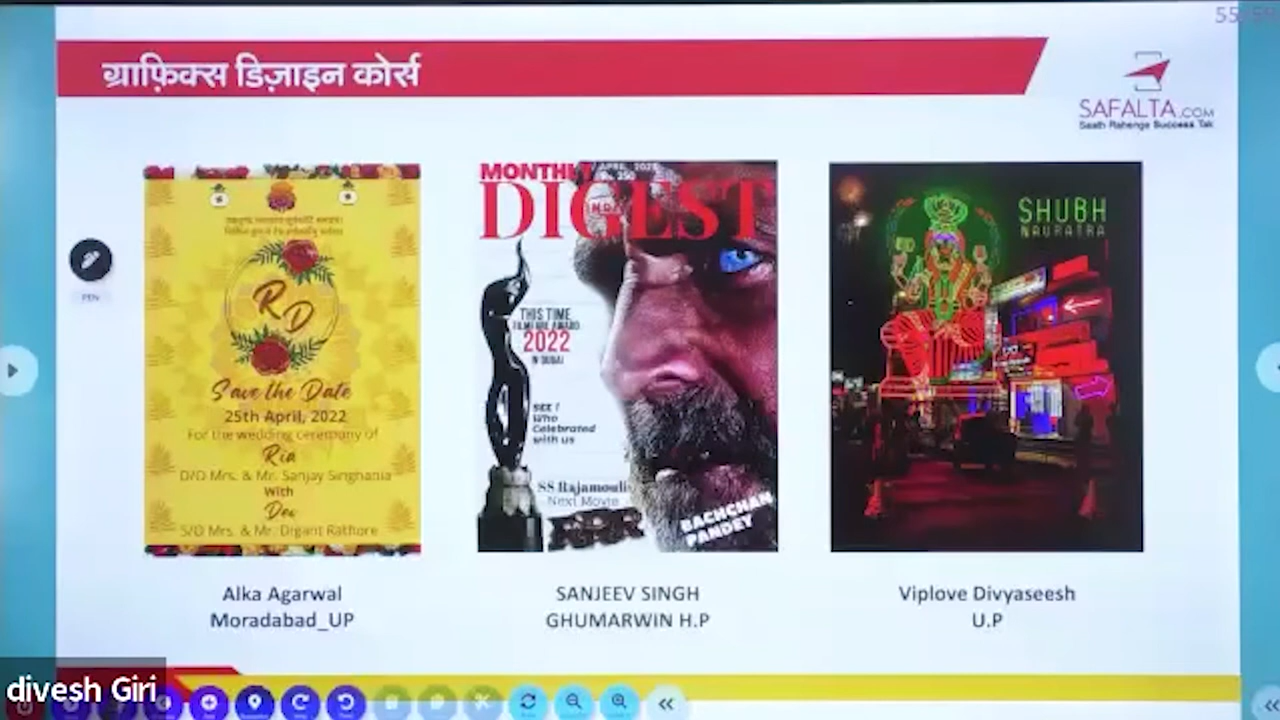 ग्राफ़िक्स डिज़ाइन कोर्स
SAFALTA.COM
Saath Rahenge Success Tak
PEN
R D
Save the Date
25th April, 2022
For the wedding ceremony of
Ria
D/O Mrs. & Mr. Sanjay Singhania
With
Dev
S/O Mrs. & Mr. Digant Rathore
Alka Agarwal
Moradabad_UP
MONTHLY
DIGEST
THIS TIME
FILMFARE AWARD
2022
IN DUBAI
SEE !
Who
Celebrated
with us
SS Rajamouli
Next Movie
BACHCHAN
PANDEY
SANJEEV SINGH
GHUMARWIN H.P
SHUBH
NAURATRA
Viplove Divyaseesh
U.P
divesh Giri